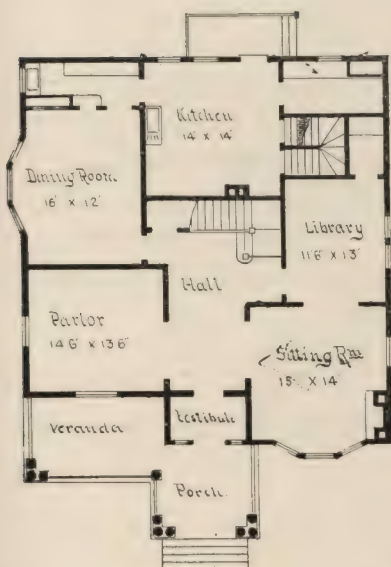 Kitchen
14' x 14'
Dining Room
16' x 12'
Library
11'6" x 13'
Hall
Parlor
14'6" x 13'6"
Sitting Rm
15' x 14'
Veranda
Vestibule
Porch.